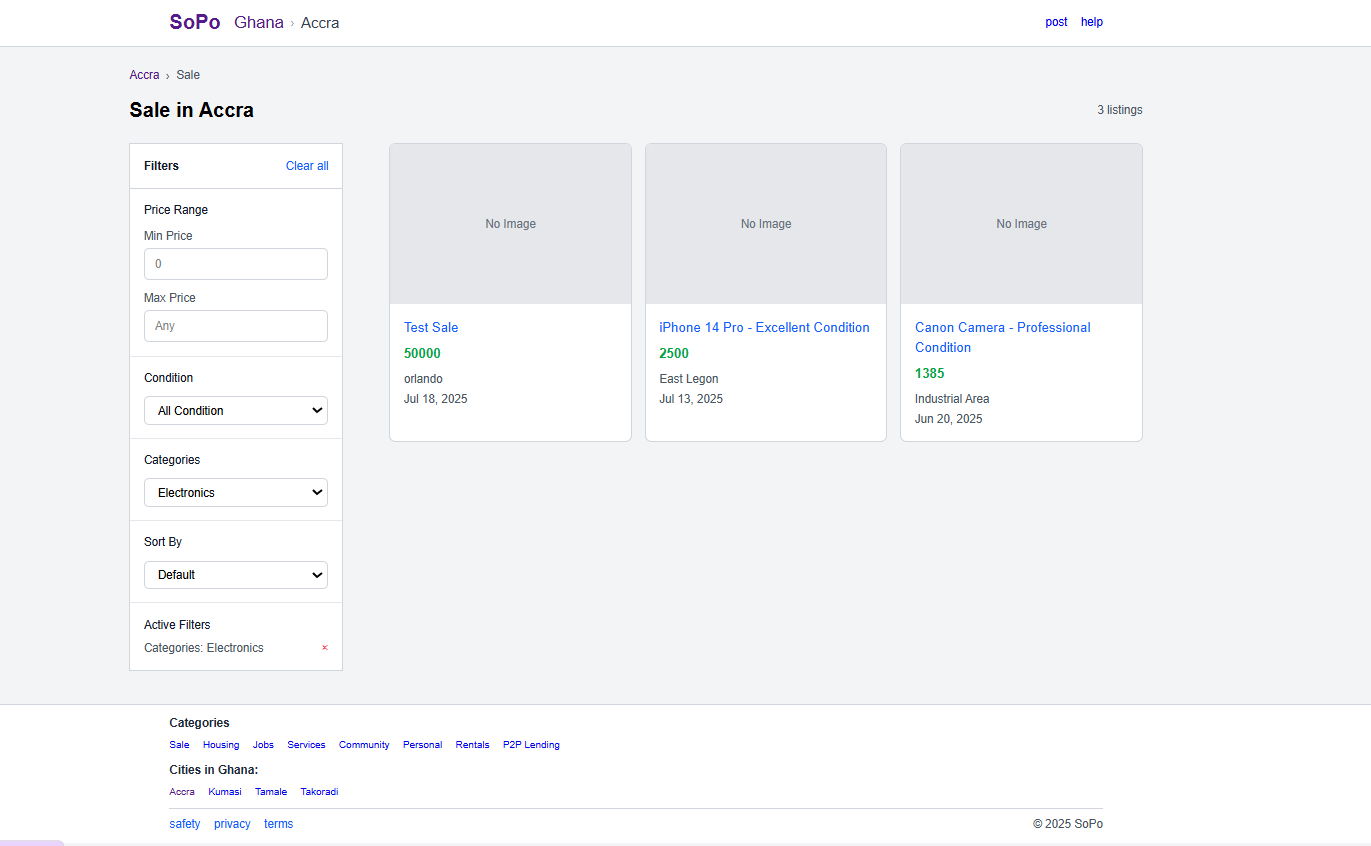 SoPo Ghana › Accra
post help
Accra › Sale
Sale in Accra
3 listings
Filters Clear all
Price Range
Min Price
0
Max Price
Any
Condition
All Condition
Categories
Electronics
Sort By
Default
Active Filters
Categories: Electronics ×
No Image
Test Sale
50000
orlando
Jul 18, 2025
No Image
iPhone 14 Pro - Excellent Condition
2500
East Legon
Jul 13, 2025
No Image
Canon Camera - Professional
Condition
1385
Industrial Area
Jun 20, 2025
Categories
Sale Housing Jobs Services Community Personal Rentals P2P Lending
Cities in Ghana:
Accra Kumasi Tamale Takoradi
safety privacy terms
© 2025 SoPo